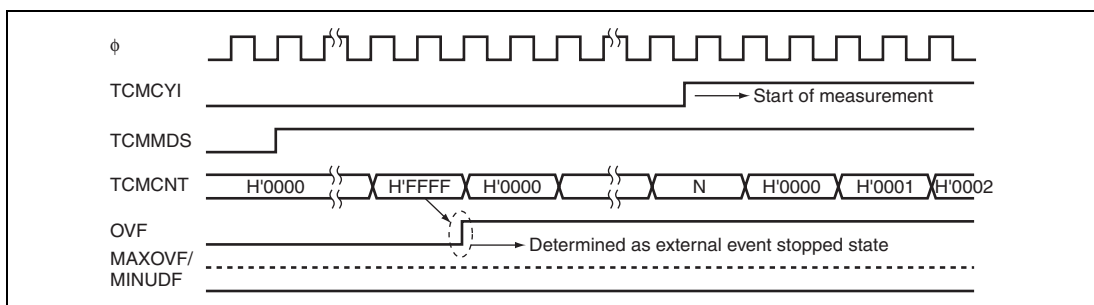 φ
TCMCYI
Start of measurement
TCMMDS
TCMCNT H'0000 H'FFFF H'0000 N H'0000 H'0001 H'0002
OVF
Determined as external event stopped state
MAXOVF/
MINUDF